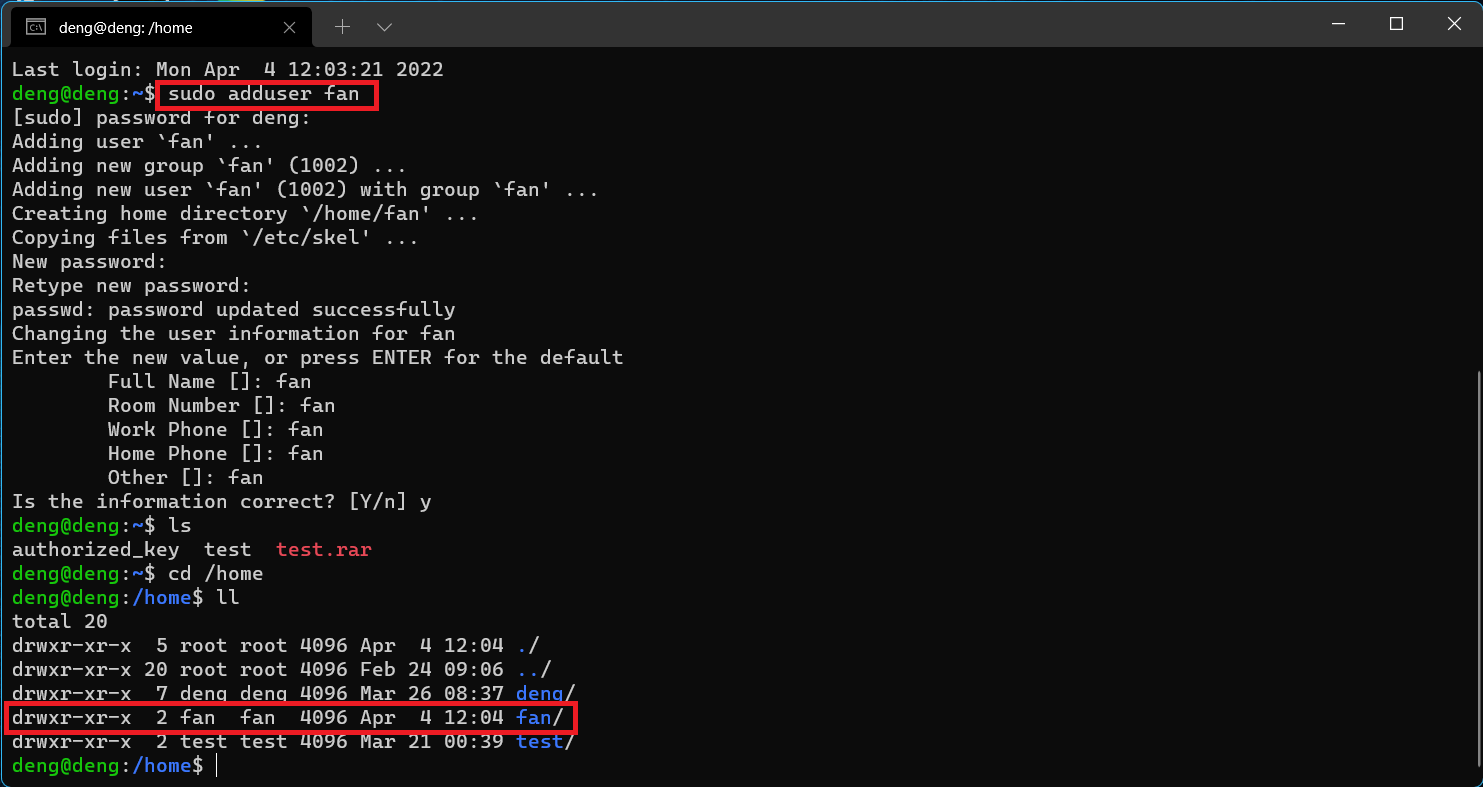 deng@deng: /home
Last login: Mon Apr  4 12:03:21 2022
deng@deng:~$ sudo adduser fan
[sudo] password for deng:
Adding user `fan' ...
Adding new group `fan' (1002) ...
Adding new user `fan' (1002) with group `fan' ...
Creating home directory `/home/fan' ...
Copying files from `/etc/skel' ...
New password:
Retype new password:
passwd: password updated successfully
Changing the user information for fan
Enter the new value, or press ENTER for the default
        Full Name []: fan
        Room Number []: fan
        Work Phone []: fan
        Home Phone []: fan
        Other []: fan
Is the information correct? [Y/n] y
deng@deng:~$ ls
authorized_key  test  test.rar
deng@deng:~$ cd /home
deng@deng:/home$ ll
total 20
drwxr-xr-x  5 root root 4096 Apr  4 12:04 ./
drwxr-xr-x 20 root root 4096 Feb 24 09:06 ../
drwxr-xr-x  7 deng deng 4096 Mar 26 08:37 deng/
drwxr-xr-x  2 fan  fan  4096 Apr  4 12:04 fan/
drwxr-xr-x  2 test test 4096 Mar 21 00:39 test/
deng@deng:/home$